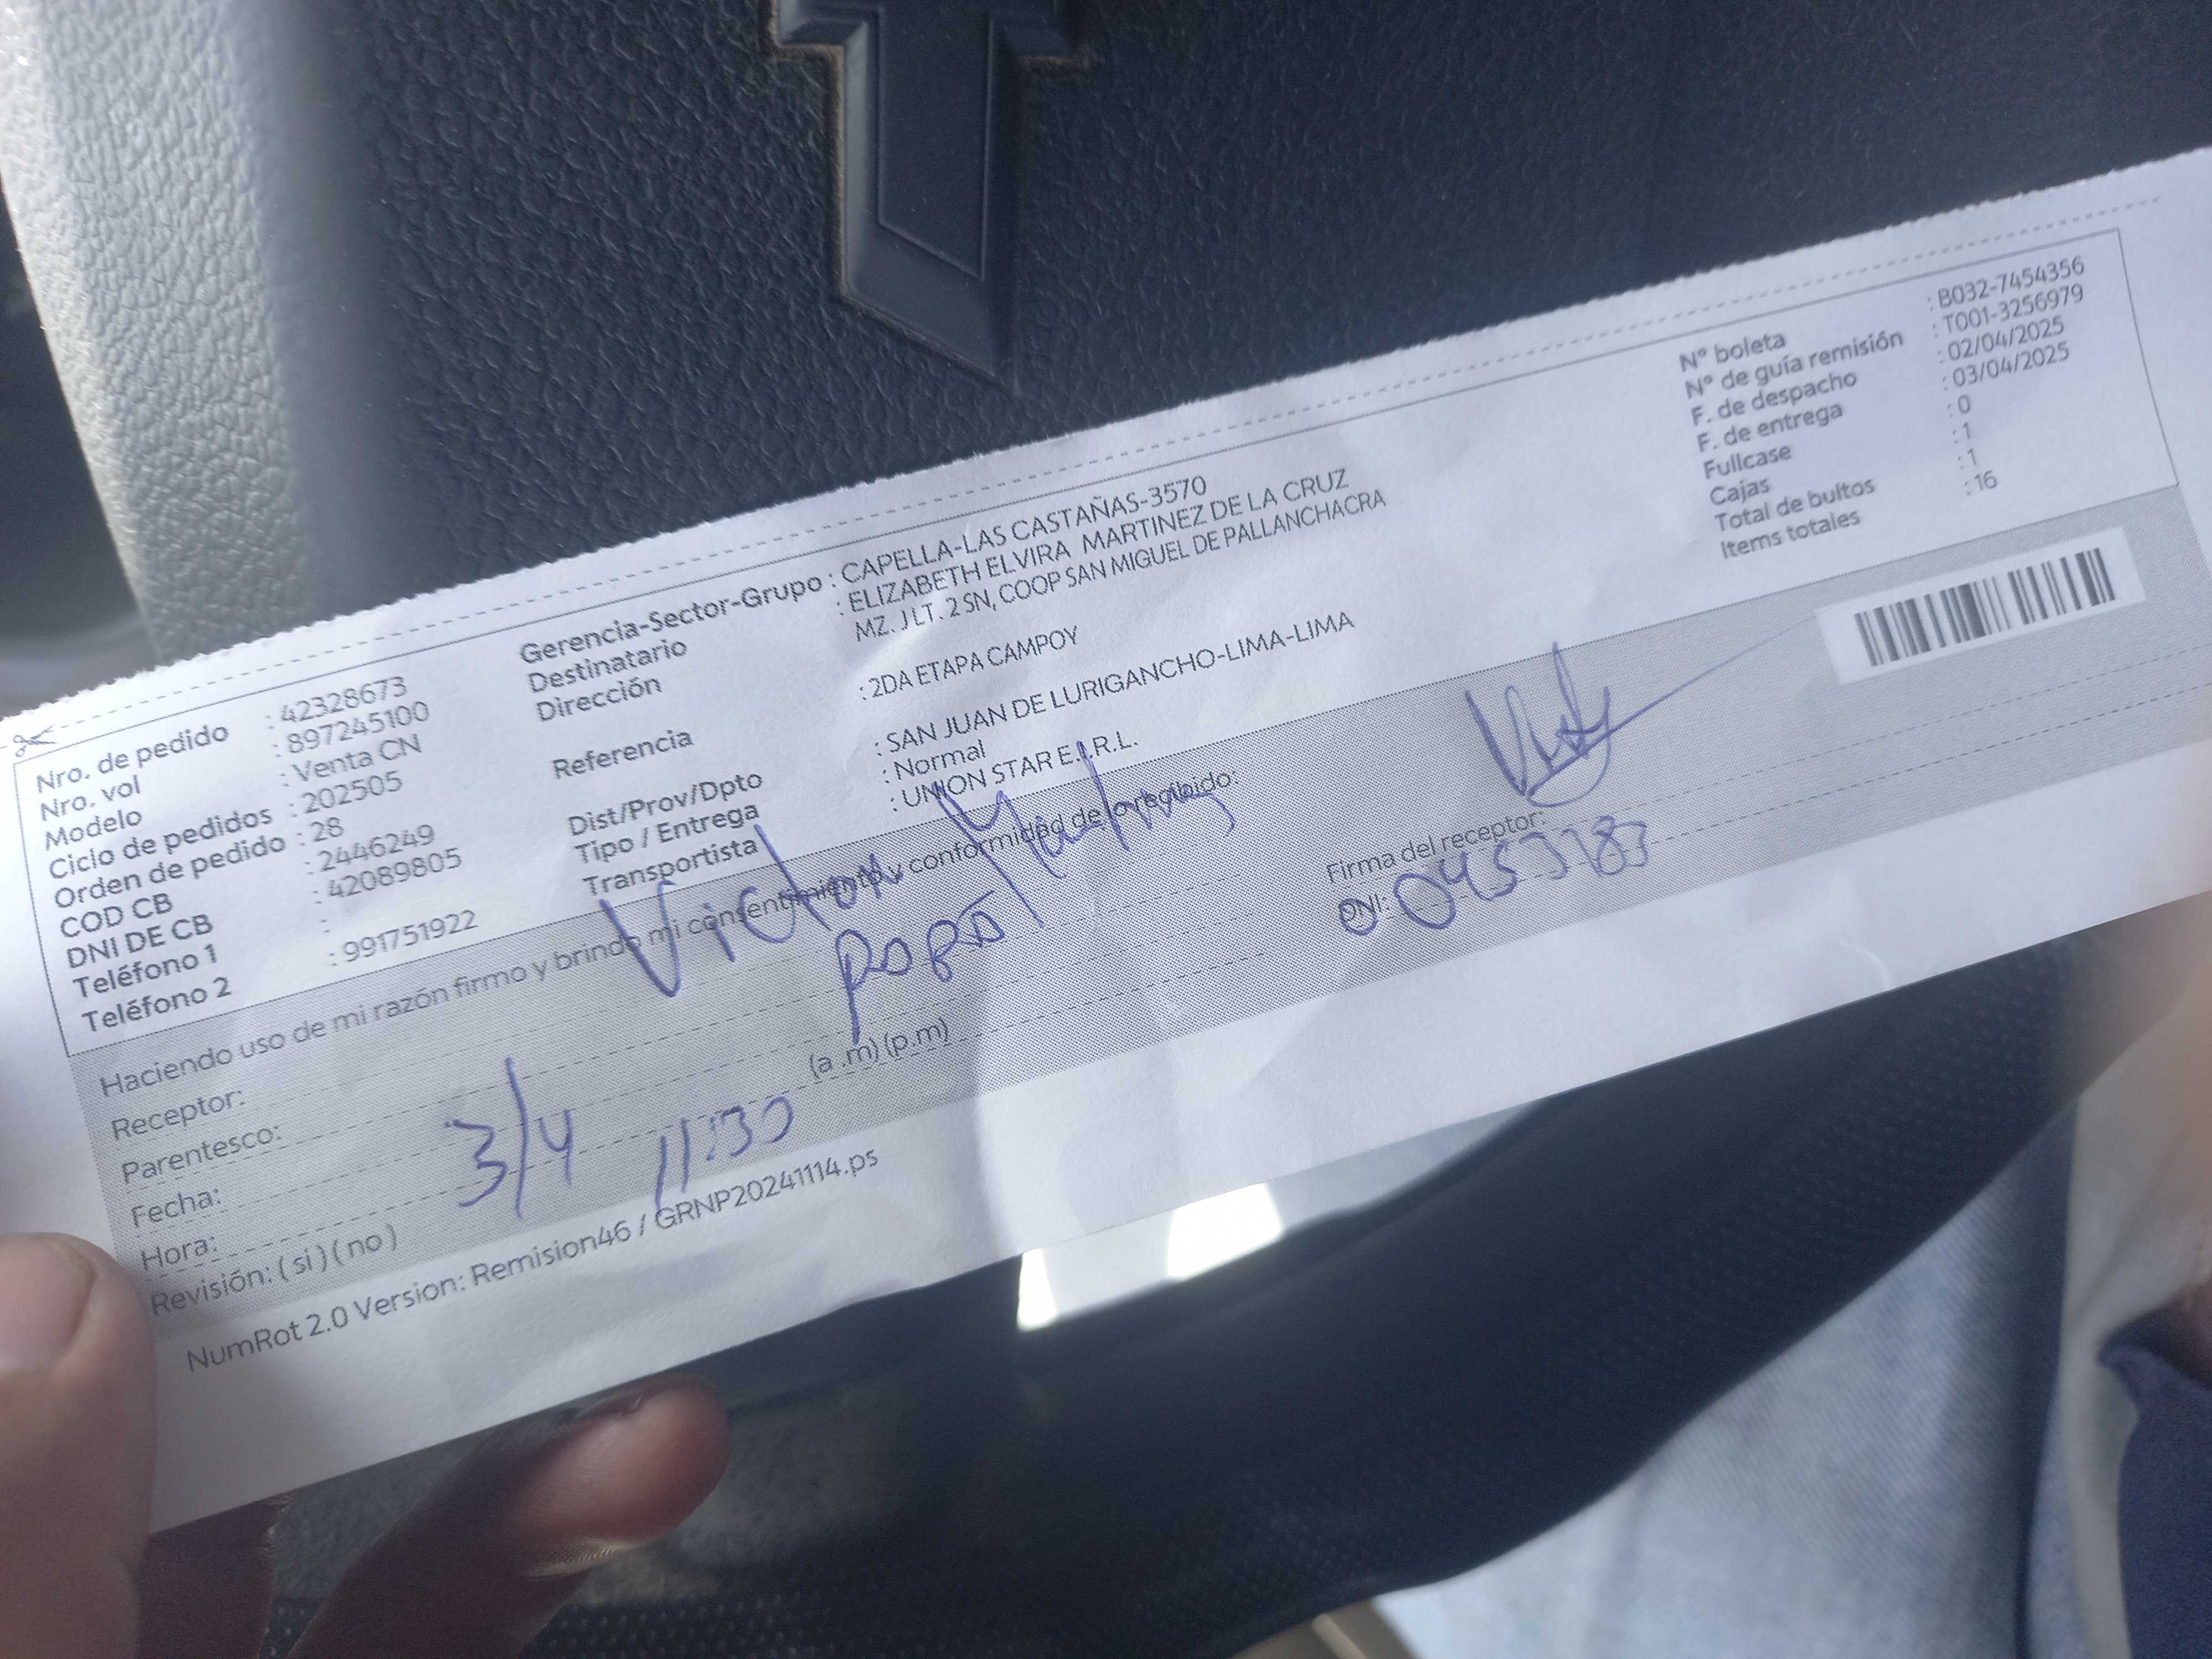 Nro. de pedido : 42328673
Nro. vol : 897245100
Modelo : Venta CN
Ciclo de pedidos : 202505
Orden de pedido : 28
COD CB : 2446249
DNI DE CB : 42089805
Teléfono 1 :
Teléfono 2 : 991751922
Gerencia-Sector-Grupo : CAPELLA-LAS CASTAÑAS-3570
Destinatario : ELIZABETH ELVIRA MARTINEZ DE LA CRUZ
Dirección MZ. J LT. 2 SN, COOP SAN MIGUEL DE PALLANCHACRA
Referencia : 2DA ETAPA CAMPOY
Dist/Prov/Dpto : SAN JUAN DE LURIGANCHO-LIMA-LIMA
Tipo / Entrega : Normal
Transportista : UNION STAR E.I.R.L.
N° boleta : B032-7454356
N° de guía remisión : T001-3256979
F. de despacho : 02/04/2025
F. de entrega : 03/04/2025
Fullcase : 0
Cajas : 1
Total de bultos : 1
Items totales : 16
Haciendo uso de mi razón firmo y brindo mi consentimiento y conformidad de lo recibido:
Receptor: Victor Martinez
Parentesco: papá
Fecha: 3/4
Hora: 11:30 (a .m) (p.m)
Revisión: ( si ) ( no )
Firma del receptor:
DNI:
NumRot 2.0 Version: Remision46 / GRNP20241114.ps